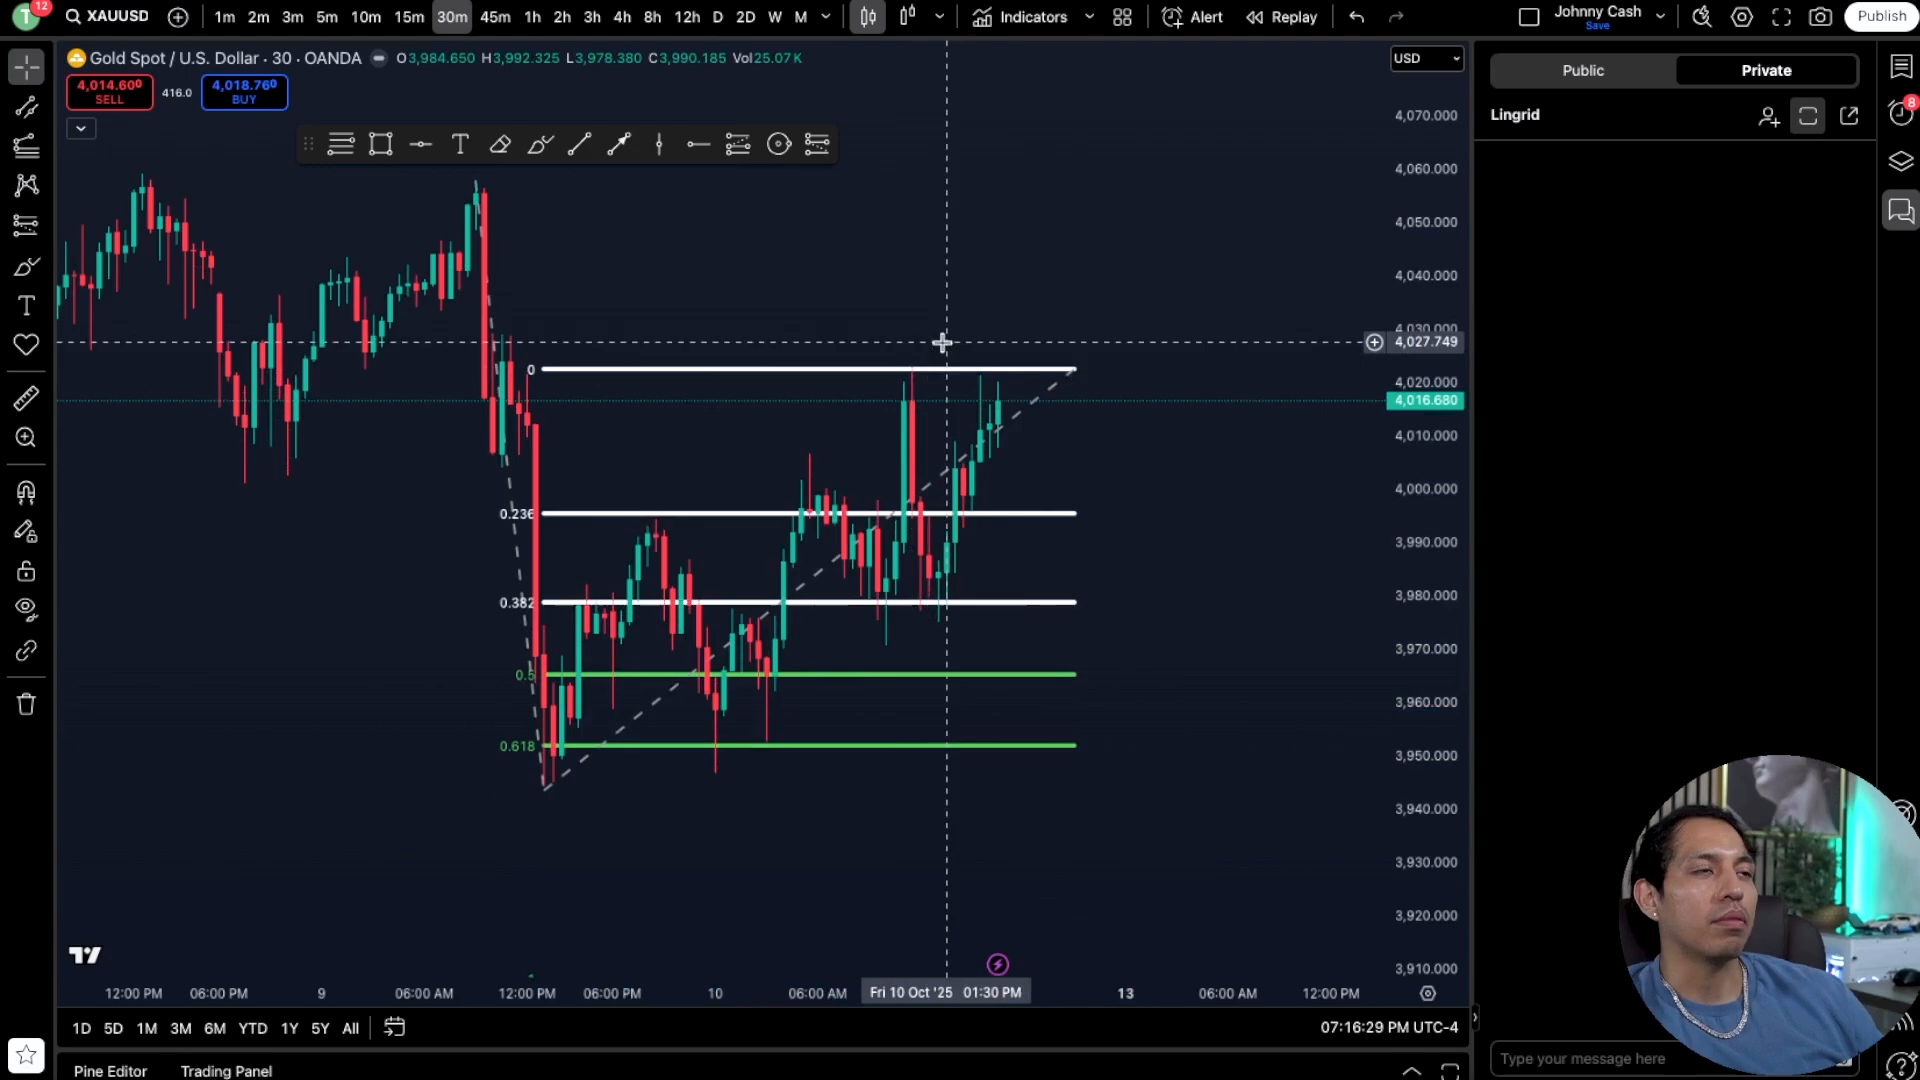 T 12 XAUUSD 1m 2m 3m 5m 10m 15m 30m 45m 1h 2h 3h 4h 8h 12h D 2D W M Indicators Alert Replay Johnny Cash Publish
Save
Gold Spot / U.S. Dollar · 30 · OANDA O3,984.650 H3,992.325 L3,978.380 C3,990.185 Vol25.07K
USD
Public Private
4,014.600 416.0 4,018.760
SELL BUY
Lingrid
8
4,070.000
4,060.000
4,050.000
4,040.000
4,030.000
4,027.749
4,020.000
4,016.680
4,010.000
4,000.000
3,990.000
3,980.000
3,970.000
3,960.000
3,950.000
3,940.000
3,930.000
3,920.000
3,910.000
0
0.236
0.382
0.5
0.618
12:00 PM 06:00 PM 9 06:00 AM 12:00 PM 06:00 PM 10 06:00 AM Fri 10 Oct '25 01:30 PM 13 06:00 AM 12:00 PM
1D 5D 1M 3M 6M YTD 1Y 5Y All 07:16:29 PM UTC-4
Type your message here
Pine Editor Trading Panel